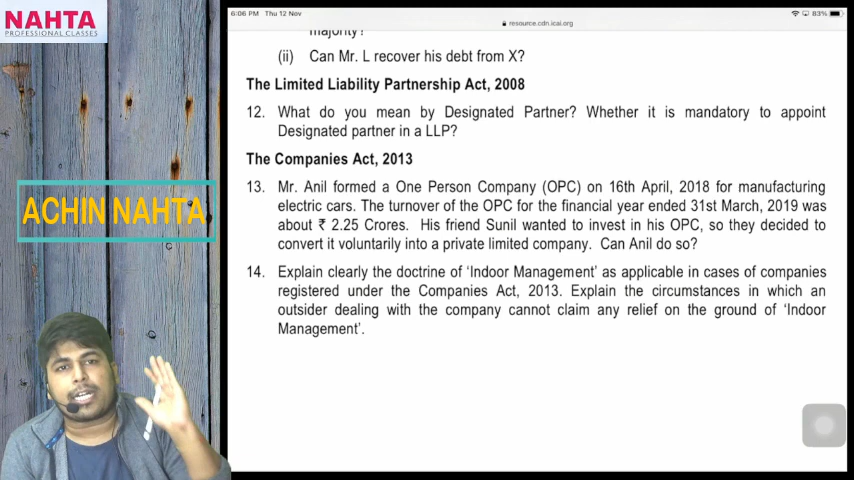 NAHTA
PROFESSIONAL CLASSES
ACHIN NAHTA
6:06 PM Thu 12 Nov
resource.cdn.icai.org
83%
majority?
(ii) Can Mr. L recover his debt from X?
The Limited Liability Partnership Act, 2008
12. What do you mean by Designated Partner? Whether it is mandatory to appoint
Designated partner in a LLP?
The Companies Act, 2013
13. Mr. Anil formed a One Person Company (OPC) on 16th April, 2018 for manufacturing
electric cars. The turnover of the OPC for the financial year ended 31st March, 2019 was
about ₹ 2.25 Crores. His friend Sunil wanted to invest in his OPC, so they decided to
convert it voluntarily into a private limited company. Can Anil do so?
14. Explain clearly the doctrine of 'Indoor Management' as applicable in cases of companies
registered under the Companies Act, 2013. Explain the circumstances in which an
outsider dealing with the company cannot claim any relief on the ground of 'Indoor
Management'.